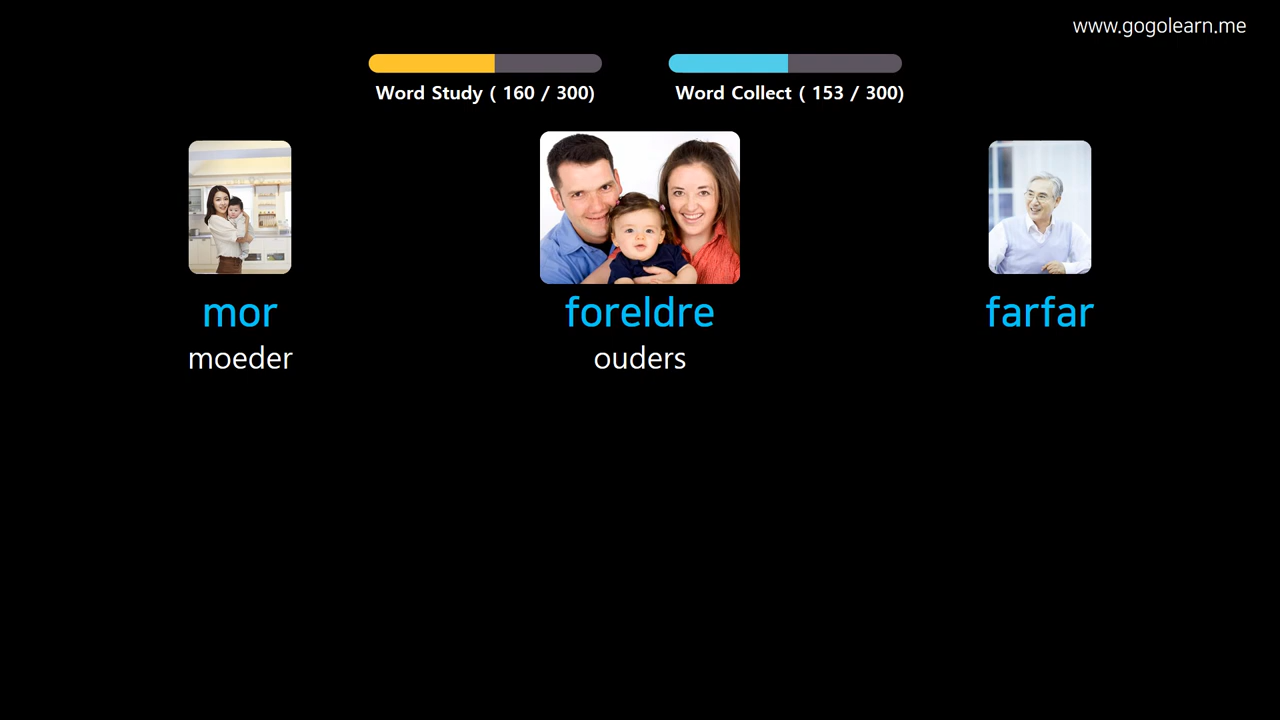 www.gogolearn.me
Word Study ( 160 / 300)
Word Collect ( 153 / 300)
mor
foreldre
farfar
moeder
ouders